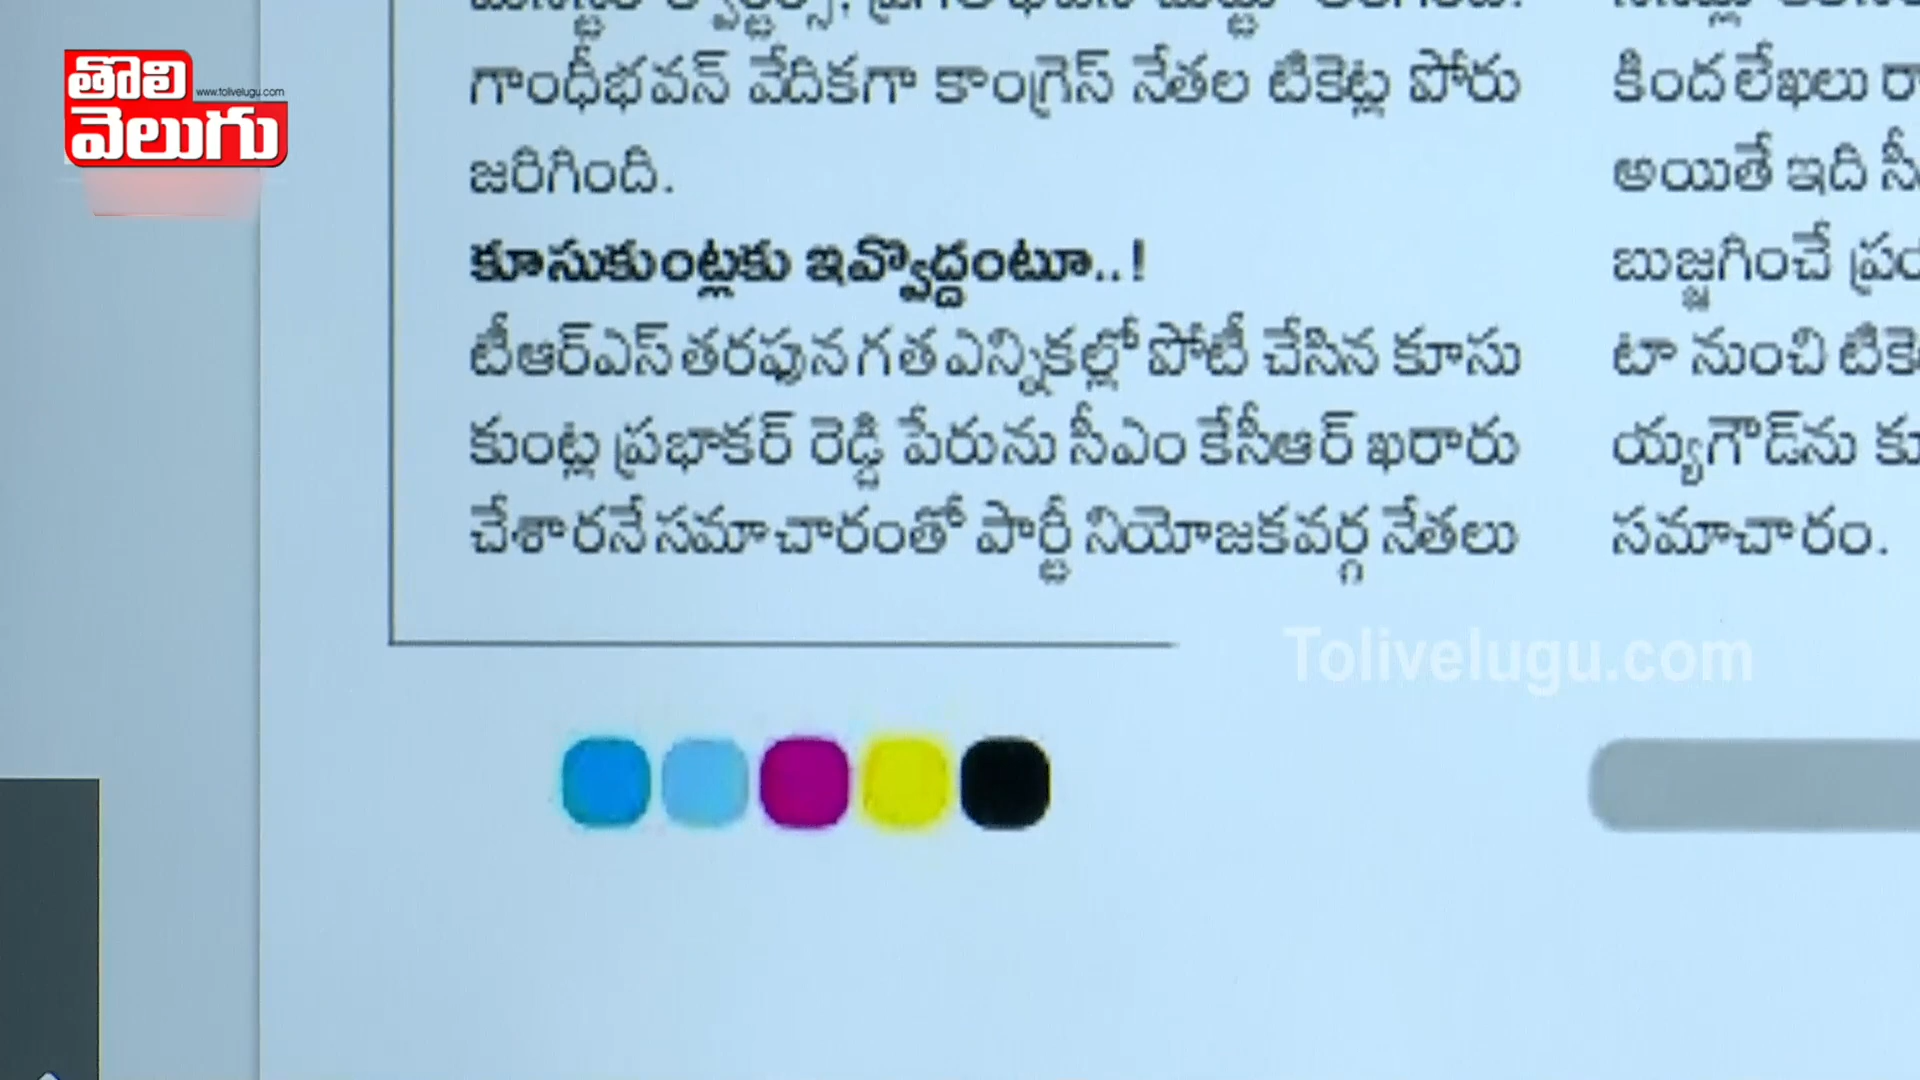 తొలి
వెలుగు
www.tolivelugu.com
గాంధీభవన్ వేదికగా కాంగ్రెస్ నేతల టికెట్ల పోరు
జరిగింది.
కూసుకుంట్లకు ఇవ్వొద్దంటూ..!
టీఆర్ఎస్ తరఫున గత ఎన్నికల్లో పోటీ చేసిన కూసు
కుంట్ల ప్రభాకర్ రెడ్డి పేరును సీఎం కేసీఆర్ ఖరారు
చేశారనే సమాచారంతో పార్టీ నియోజకవర్గ నేతలు
కింద లేఖలు
అయితే ఇది
బుజ్జగించే
టా నుంచి
య్యగౌడ్‌ను
సమాచారం.
Tolivelugu.com